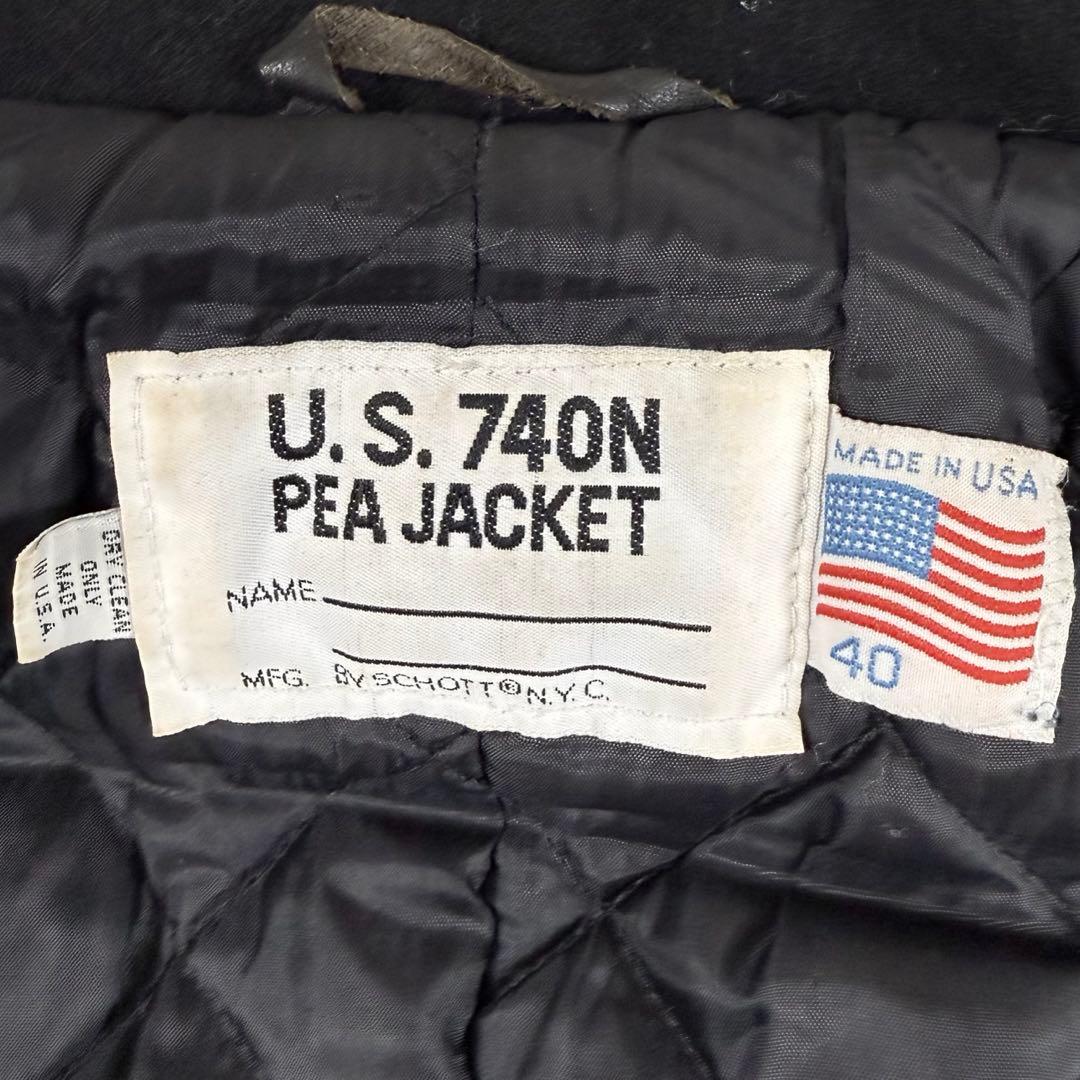 U.S. 740N
PEA JACKET
NAME
MFG. BY SCHOTT® N.Y.C.
MADE IN USA
40
DRY CLEAN
ONLY
MADE
IN U.S.A.